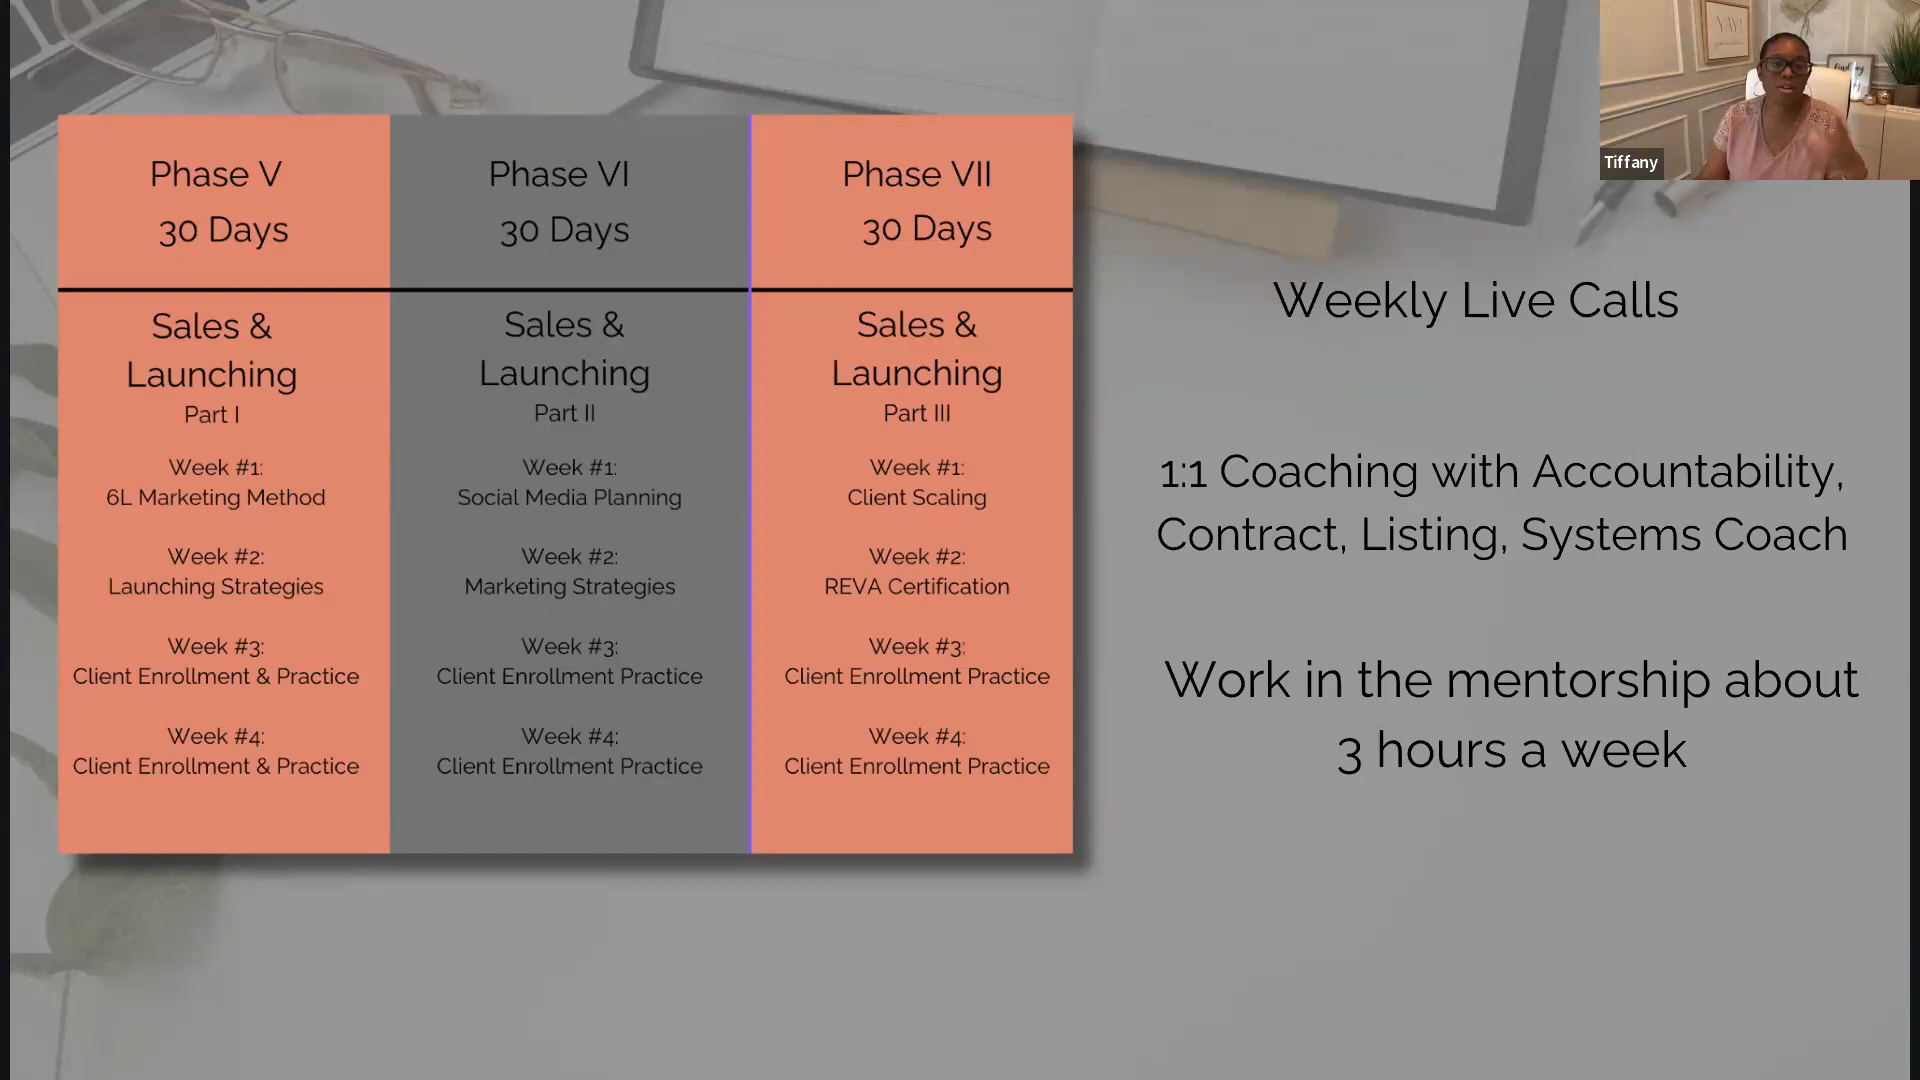 Phase V
30 Days
Sales &
Launching
Part I
Week #1:
6L Marketing Method
Week #2:
Launching Strategies
Week #3:
Client Enrollment & Practice
Week #4:
Client Enrollment & Practice
Phase VI
30 Days
Sales &
Launching
Part II
Week #1:
Social Media Planning
Week #2:
Marketing Strategies
Week #3:
Client Enrollment Practice
Week #4:
Client Enrollment Practice
Phase VII
30 Days
Sales &
Launching
Part III
Week #1:
Client Scaling
Week #2:
REVA Certification
Week #3:
Client Enrollment Practice
Week #4:
Client Enrollment Practice
Weekly Live Calls
1:1 Coaching with Accountability,
Contract, Listing, Systems Coach
Work in the mentorship about
3 hours a week
YAY!
Tiffany